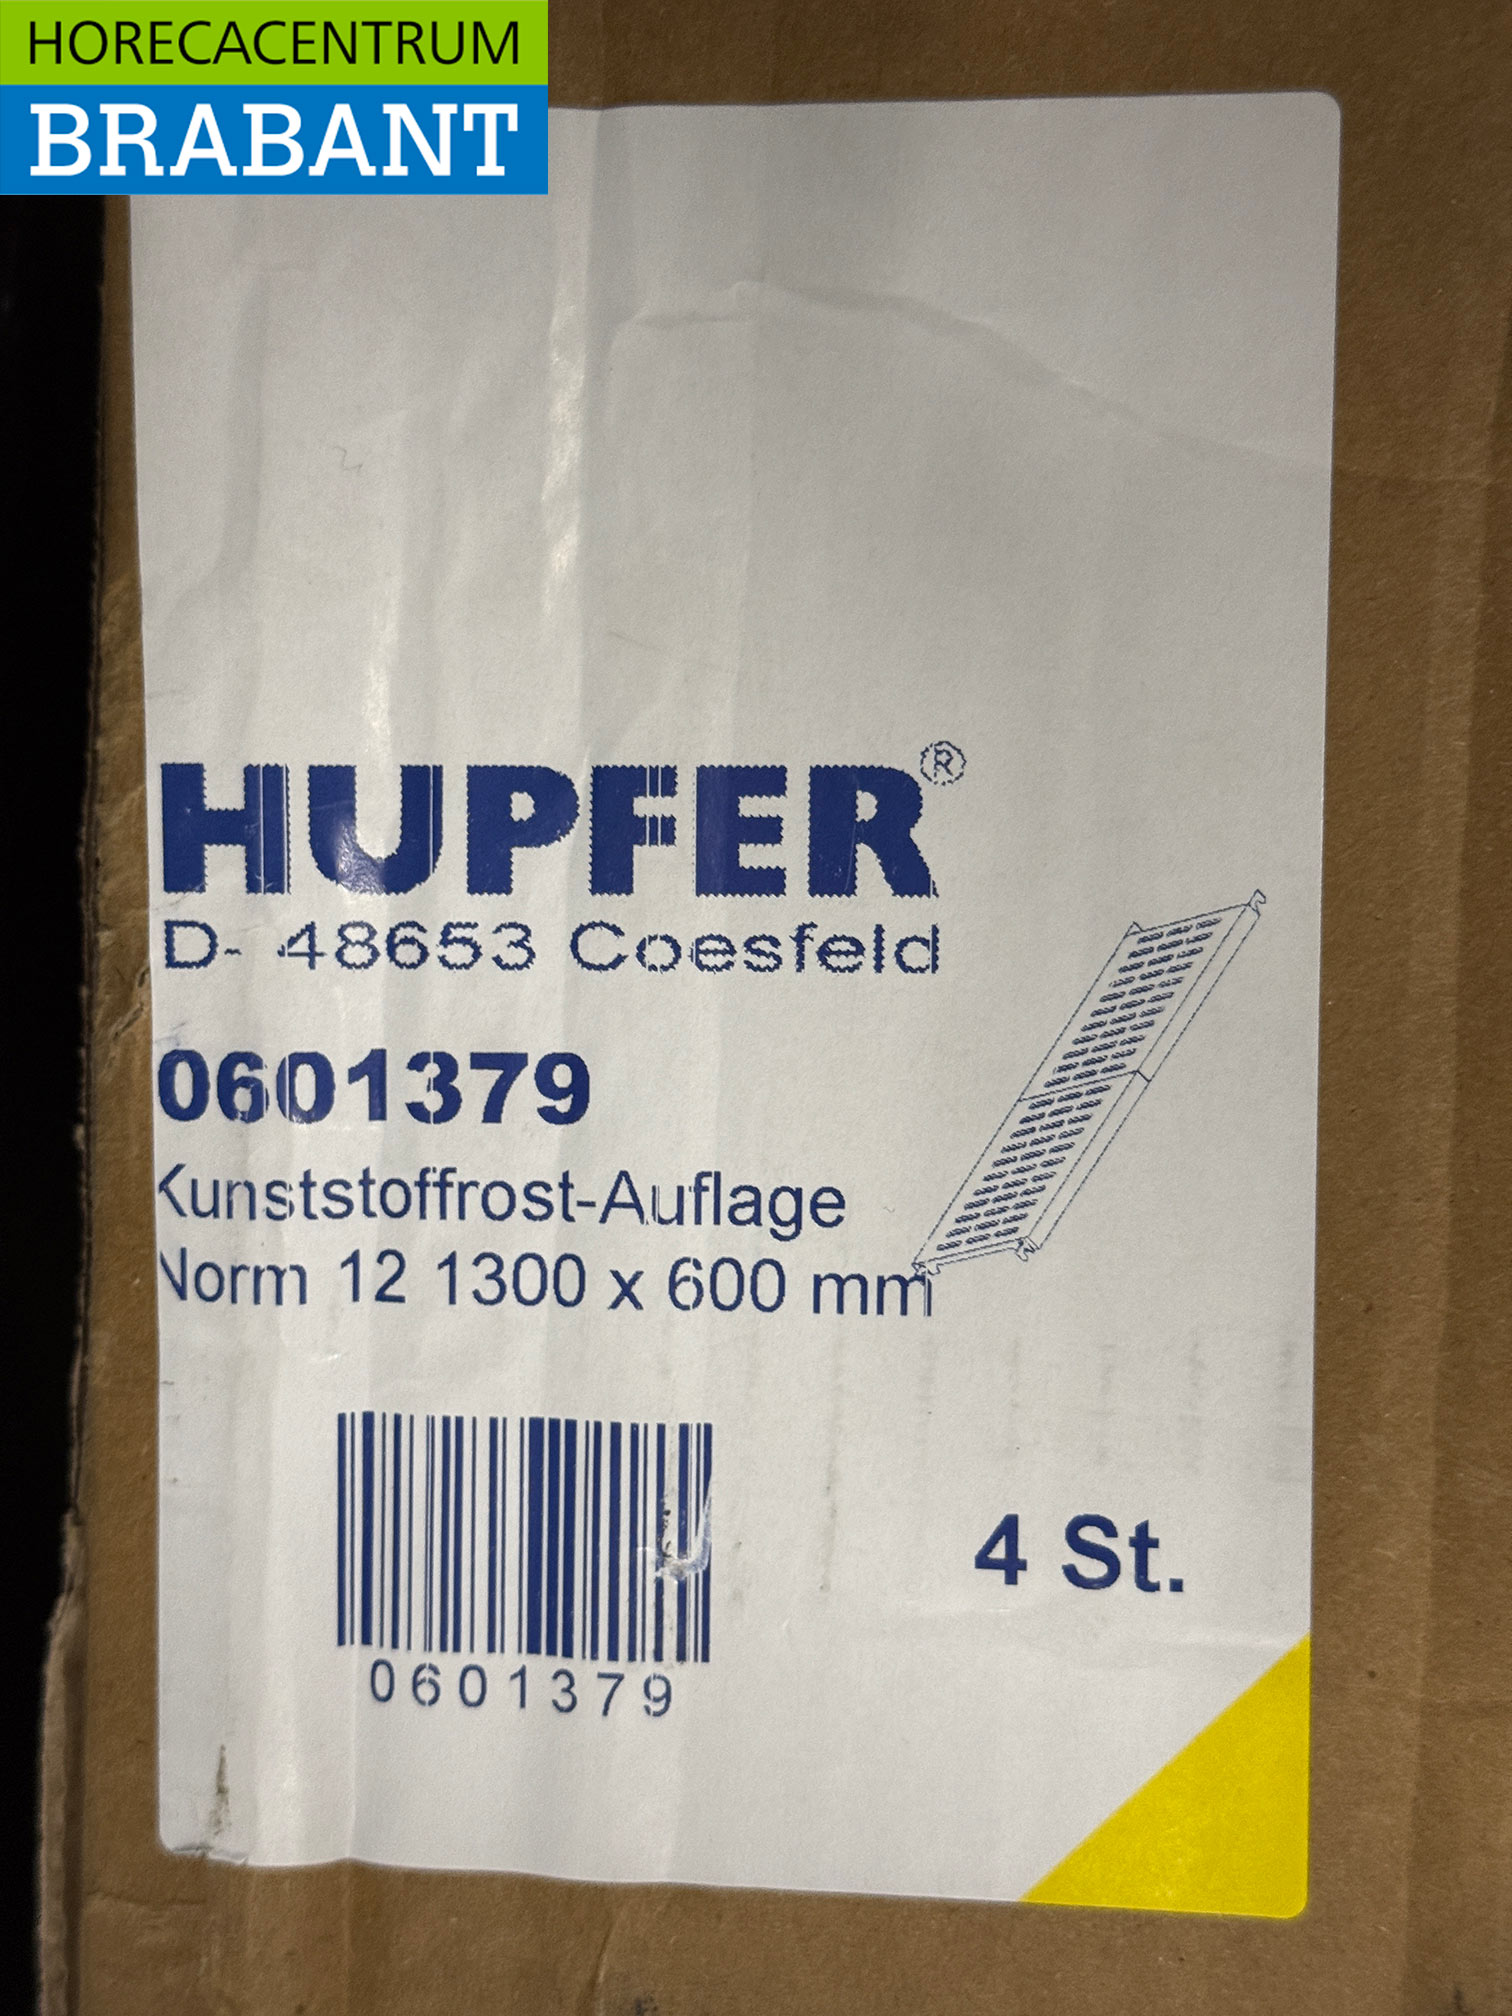 HORECACENTRUM
BRABANT
HUPFER®
D- 48653 Coesfeld
0601379
Kunststoffrost-Auflage
Norm 12 1300 x 600 mm
4 St.
0601379